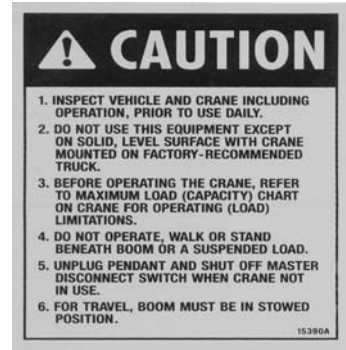 CAUTION
1. INSPECT VEHICLE AND CRANE INCLUDING
OPERATION, PRIOR TO USE DAILY.
2. DO NOT USE THIS EQUIPMENT EXCEPT
ON SOLID, LEVEL SURFACE WITH CRANE
MOUNTED ON FACTORY-RECOMMENDED
TRUCK.
3. BEFORE OPERATING THE CRANE, REFER
TO MAXIMUM LOAD (CAPACITY) CHART
ON CRANE FOR OPERATING (LOAD)
LIMITATIONS.
4. DO NOT OPERATE, WALK OR STAND
BENEATH BOOM OR A SUSPENDED LOAD.
5. UNPLUG PENDANT AND SHUT OFF MASTER
DISCONNECT SWITCH WHEN CRANE NOT
IN USE.
6. FOR TRAVEL, BOOM MUST BE IN STOWED
POSITION.
15390A